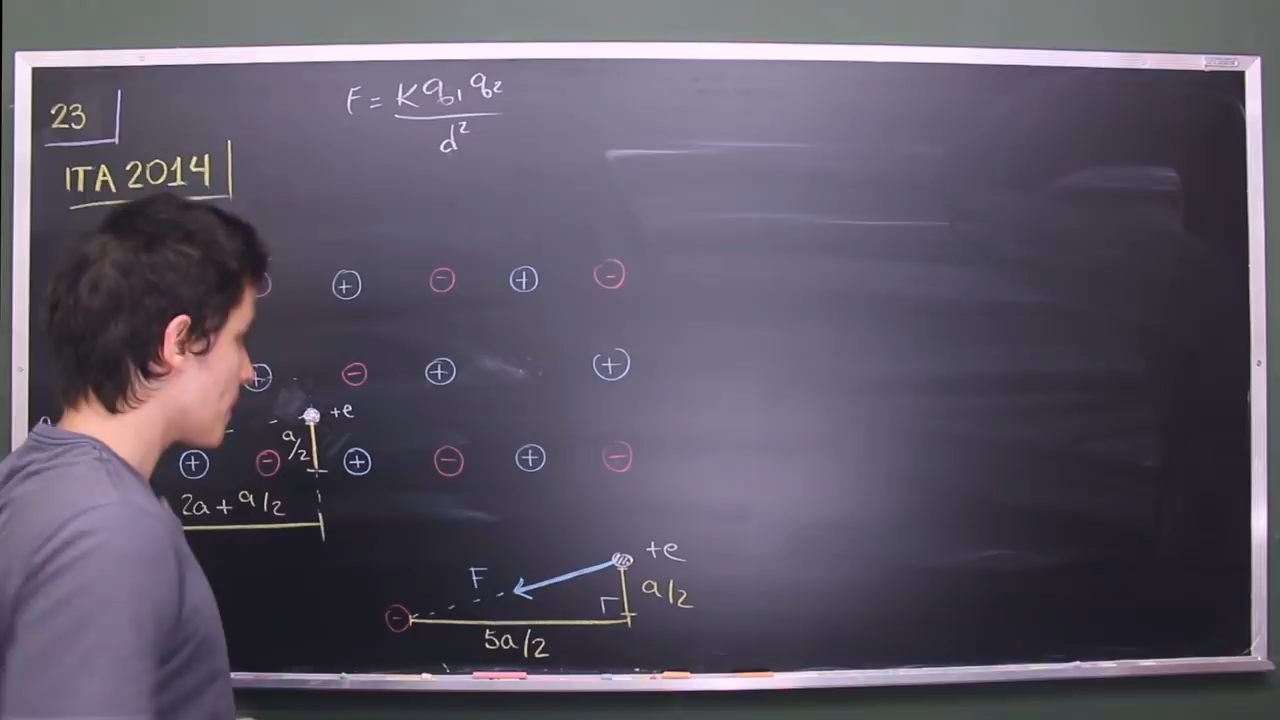 23
F = K q₁ q₂ / d²
ITA 2014
+ - + -
+ - + +
+e
a/2
+ - + - + -
2a + a/2
+e
F
a/2
-
5a/2